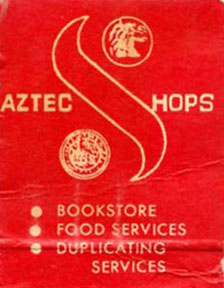 AZTEC SHOPS
BOOKSTORE
FOOD SERVICES
DUPLICATING
SERVICES